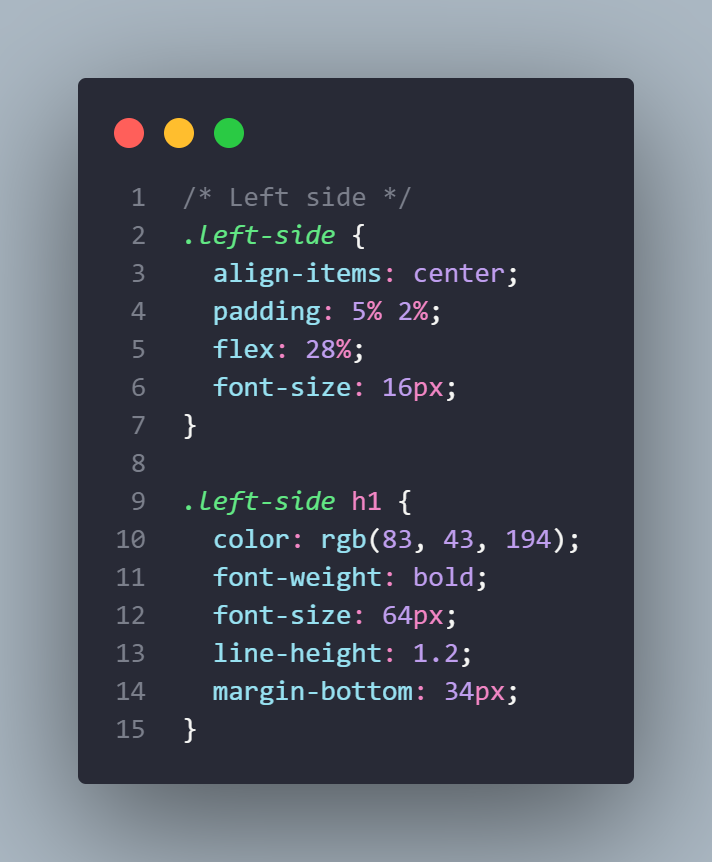 1 /* Left side */
2 .left-side {
3   align-items: center;
4   padding: 5% 2%;
5   flex: 28%;
6   font-size: 16px;
7 }
8
9 .left-side h1 {
10   color: rgb(83, 43, 194);
11   font-weight: bold;
12   font-size: 64px;
13   line-height: 1.2;
14   margin-bottom: 34px;
15 }